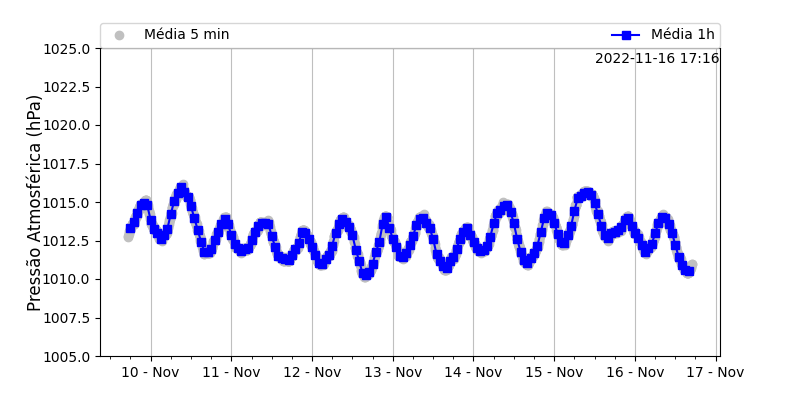 Média 5 min
Média 1h
2022-11-16 17:16
Pressão Atmosférica (hPa)
1025.0
1022.5
1020.0
1017.5
1015.0
1012.5
1010.0
1007.5
1005.0
10 - Nov 11 - Nov 12 - Nov 13 - Nov 14 - Nov 15 - Nov 16 - Nov 17 - Nov